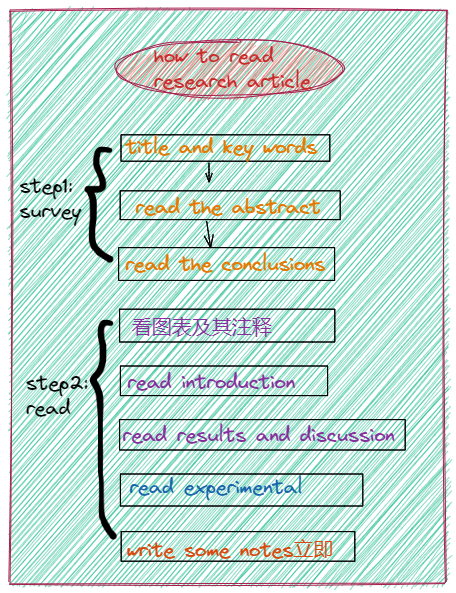 how to read
research article
title and key words
step1:
survey
read the abstract
read the conclusions
看图表及其注释
read introduction
step2:
read
read results and discussion
read experimental
write some notes立即